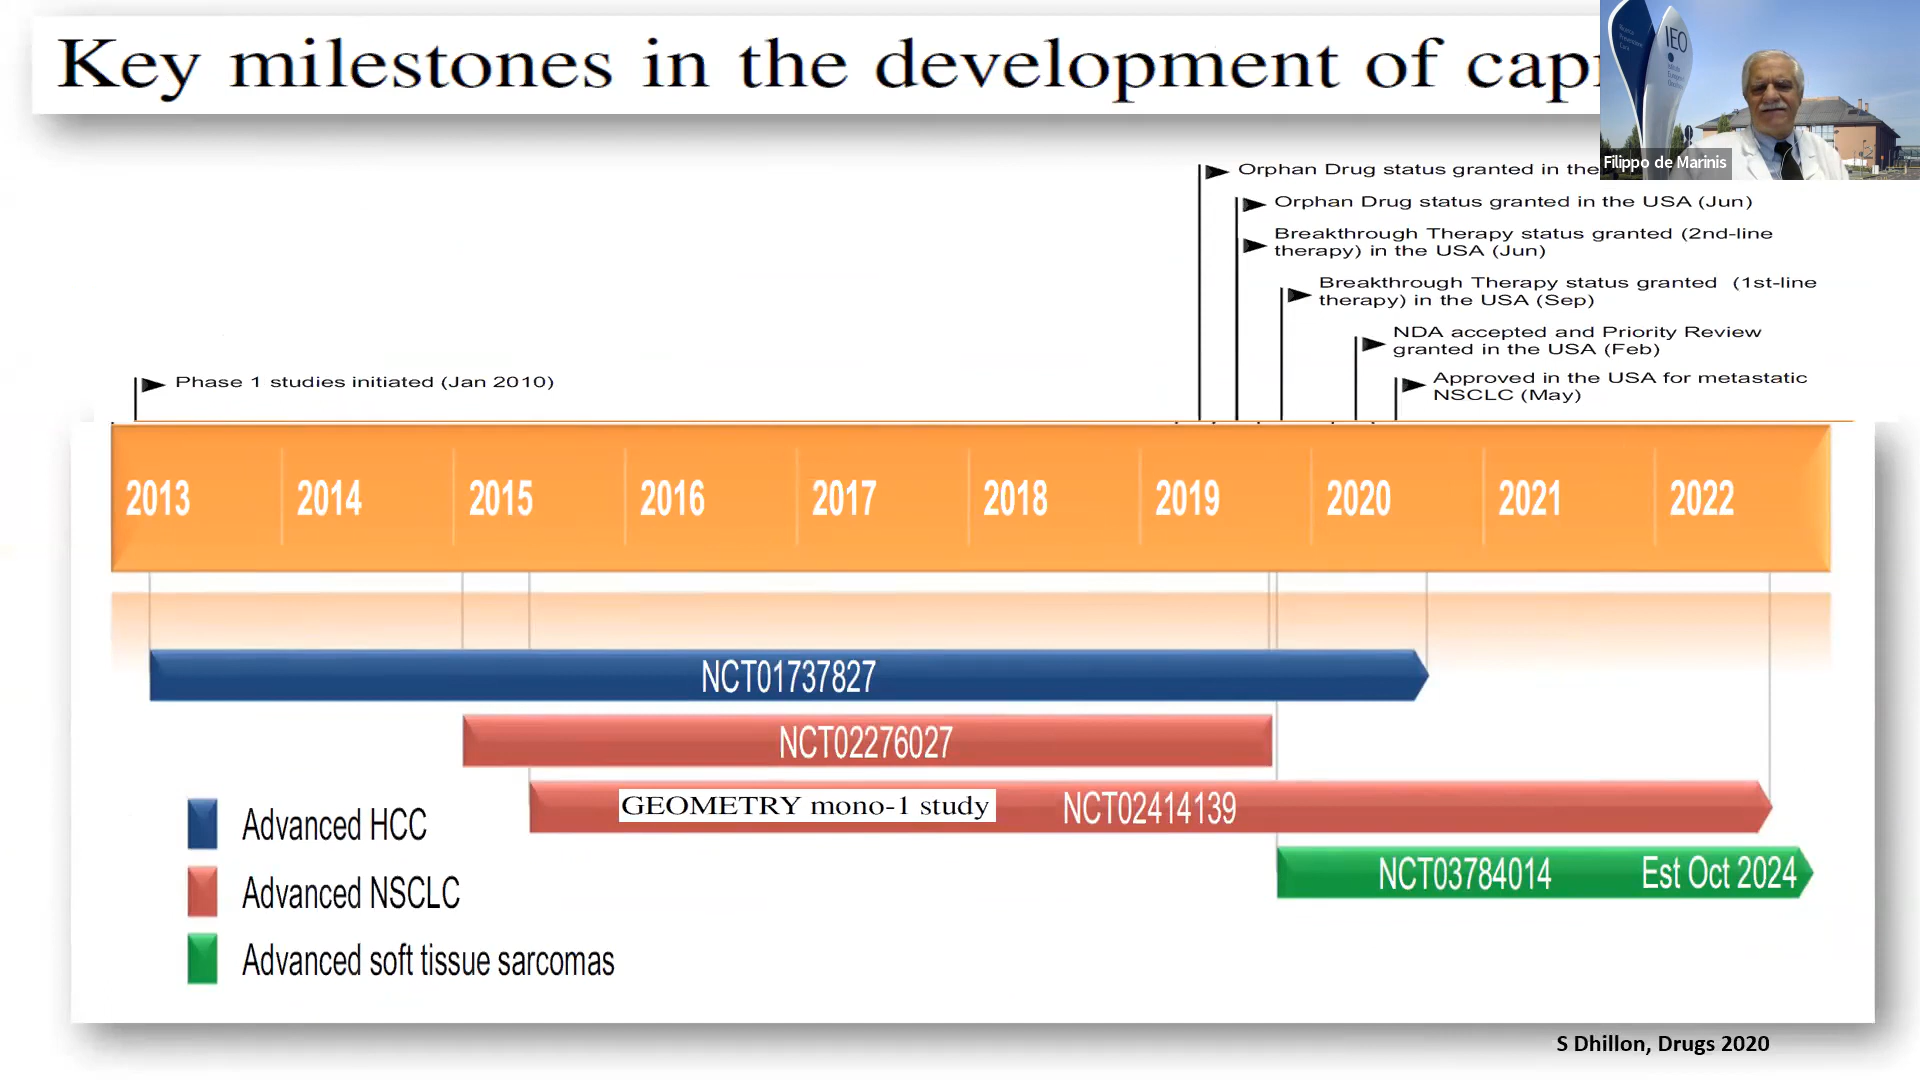 Key milestones in the development of
IEO
Filippo de Marinis
Orphan Drug status granted in the
Orphan Drug status granted in the USA (Jun)
Breakthrough Therapy status granted (2nd-line
therapy) in the USA (Jun)
Breakthrough Therapy status granted (1st-line
therapy) in the USA (Sep)
NDA accepted and Priority Review
granted in the USA (Feb)
Phase 1 studies initiated (Jan 2010)
Approved in the USA for metastatic
NSCLC (May)
2013 2014 2015 2016 2017 2018 2019 2020 2021 2022
NCT01737827
NCT02276027
GEOMETRY mono-1 study NCT02414139
NCT03784014 Est Oct 2024
Advanced HCC
Advanced NSCLC
Advanced soft tissue sarcomas
S Dhillon, Drugs 2020